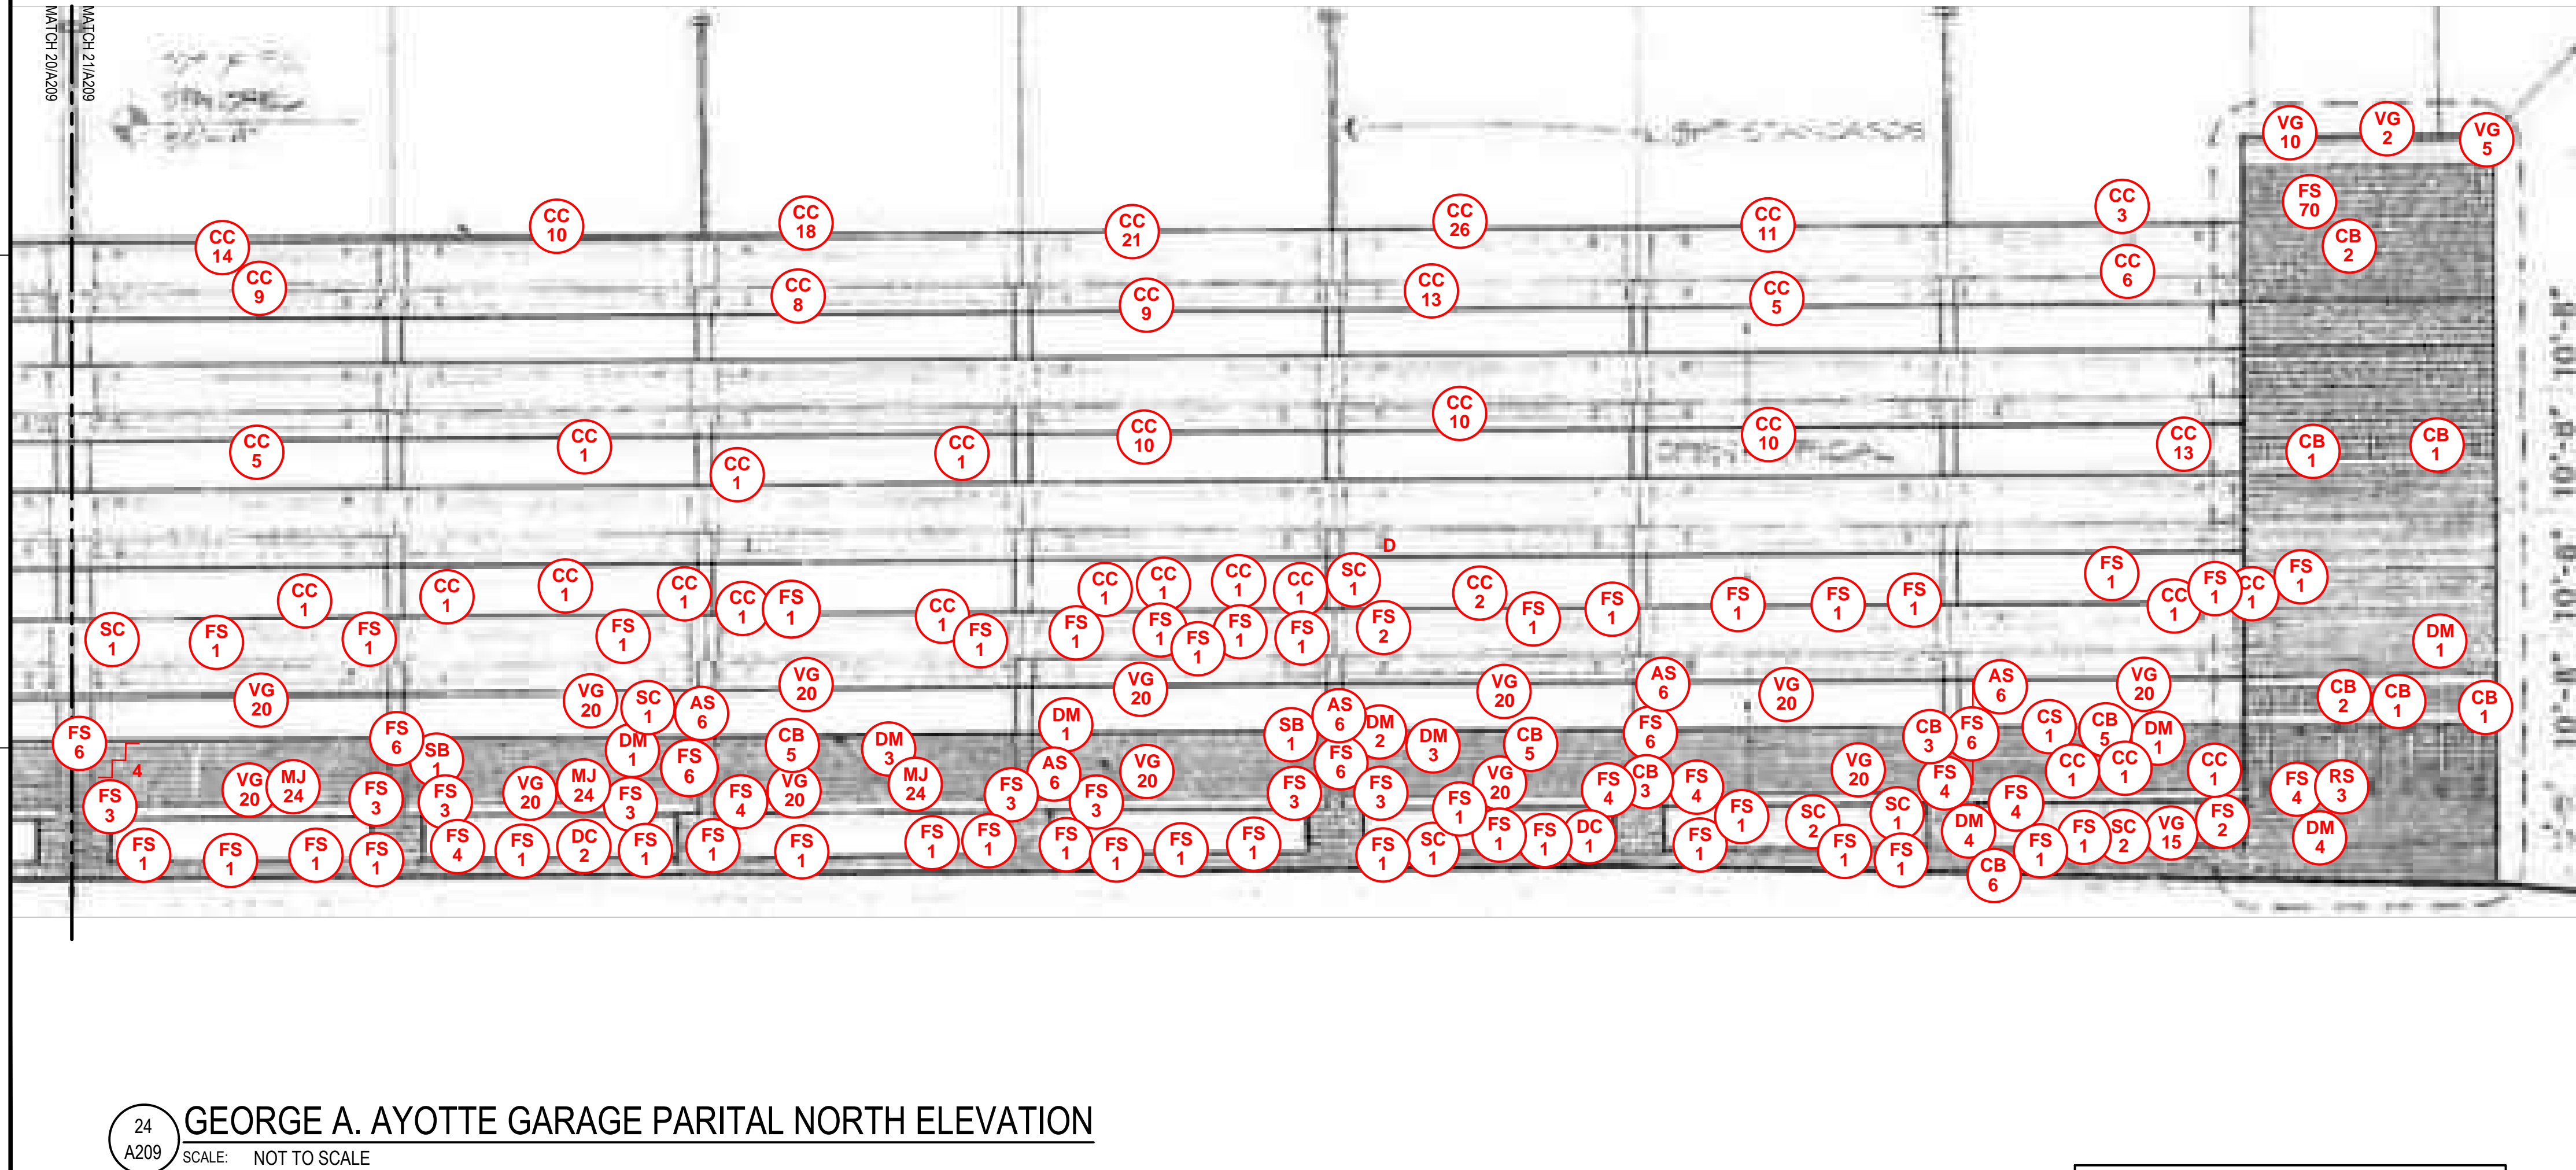 MATCH 20/A209
MATCH 21/A209
VG 10
VG 2
VG 5
FS 70
CB 2
CC 14
CC 10
CC 18
CC 21
CC 26
CC 11
CC 3
CC 9
CC 8
CC 9
CC 13
CC 5
CC 6
CC 5
CC 1
CC 1
CC 1
CC 10
CC 10
CC 10
CC 13
CB 1
CB 1
D
CC 1
CC 1
CC 1
CC 1
CC 1
FS 1
CC 1
CC 1
CC 1
CC 1
CC 1
SC 1
CC 2
FS 1
FS 1
FS 1
FS 1
FS 1
FS 1
CC 1
FS 1
CC 1
FS 1
SC 1
FS 1
FS 1
FS 1
FS 1
FS 1
FS 1
FS 1
FS 1
FS 1
FS 2
DM 1
VG 20
VG 20
SC 1
AS 6
VG 20
VG 20
VG 20
AS 6
VG 20
AS 6
VG 20
CB 2
CB 1
CB 1
FS 6
FS 6
SB 1
DM 1
FS 6
CB 5
DM 3
DM 1
SB 1
AS 6
DM 2
DM 3
CB 5
FS 6
CB 3
FS 6
CS 1
CB 5
DM 1
4
VG 20
MJ 24
VG 20
MJ 24
VG 20
MJ 24
AS 6
VG 20
FS 6
VG 20
CB 3
VG 20
CC 1
CC 1
CC 1
FS 3
FS 3
FS 3
FS 3
FS 4
FS 3
FS 3
FS 3
FS 3
FS 1
FS 4
FS 4
FS 4
FS 4
FS 4
RS 3
FS 1
FS 1
FS 1
FS 1
FS 4
FS 1
DC 2
FS 1
FS 1
FS 1
FS 1
FS 1
FS 1
FS 1
FS 1
FS 1
FS 1
SC 1
FS 1
FS 1
DC 1
FS 1
FS 1
SC 2
FS 1
SC 1
FS 1
DM 4
CB 6
FS 1
FS 1
SC 2
VG 15
FS 2
DM 4
24
A209
GEORGE A. AYOTTE GARAGE PARITAL NORTH ELEVATION
SCALE: NOT TO SCALE